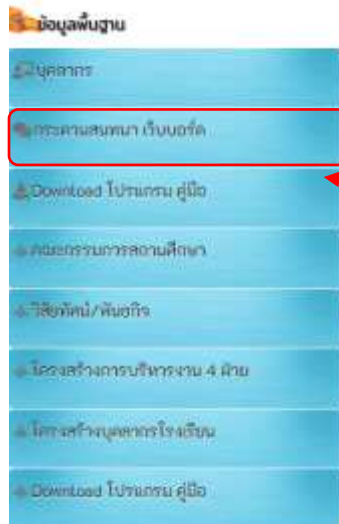 ข้อมูลพื้นฐาน
บุคลากร
กระดานสนทนา เว็บบอร์ด
Download โปรแกรม คู่มือ
คณะกรรมการสถานศึกษา
วิสัยทัศน์/พันธกิจ
โครงสร้างการบริหารงาน 4 ฝ่าย
โครงสร้างบุคลากรโรงเรียน
Download โปรแกรม คู่มือ